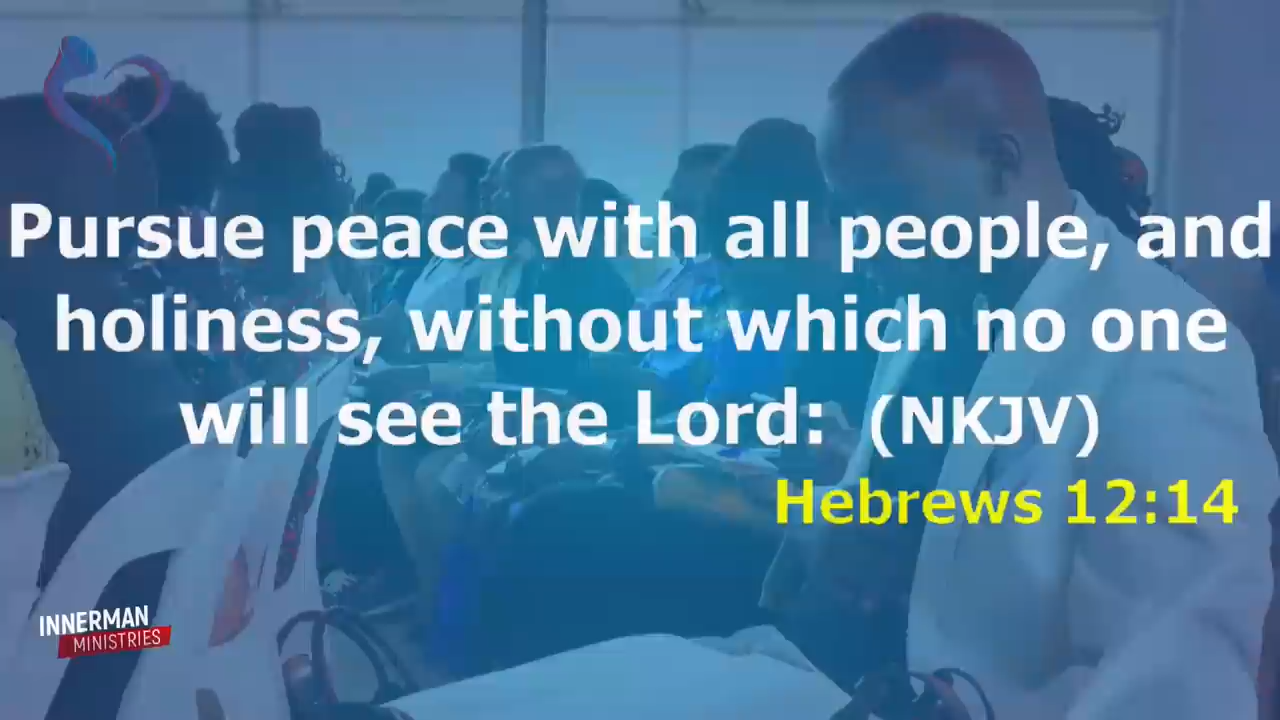 Pursue peace with all people, and
holiness, without which no one
will see the Lord:  (NKJV)
Hebrews 12:14
INNERMAN
MINISTRIES